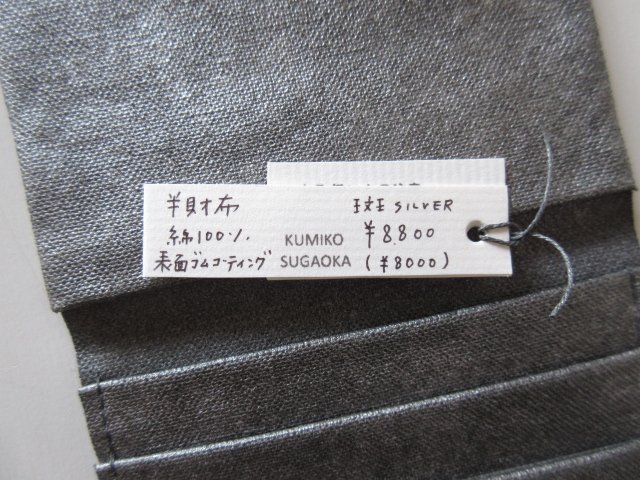 半財布
綿100%
表面ゴムコーティング
KUMIKO
SUGAOKA
斑 SILVER
¥8.800
(¥8000)